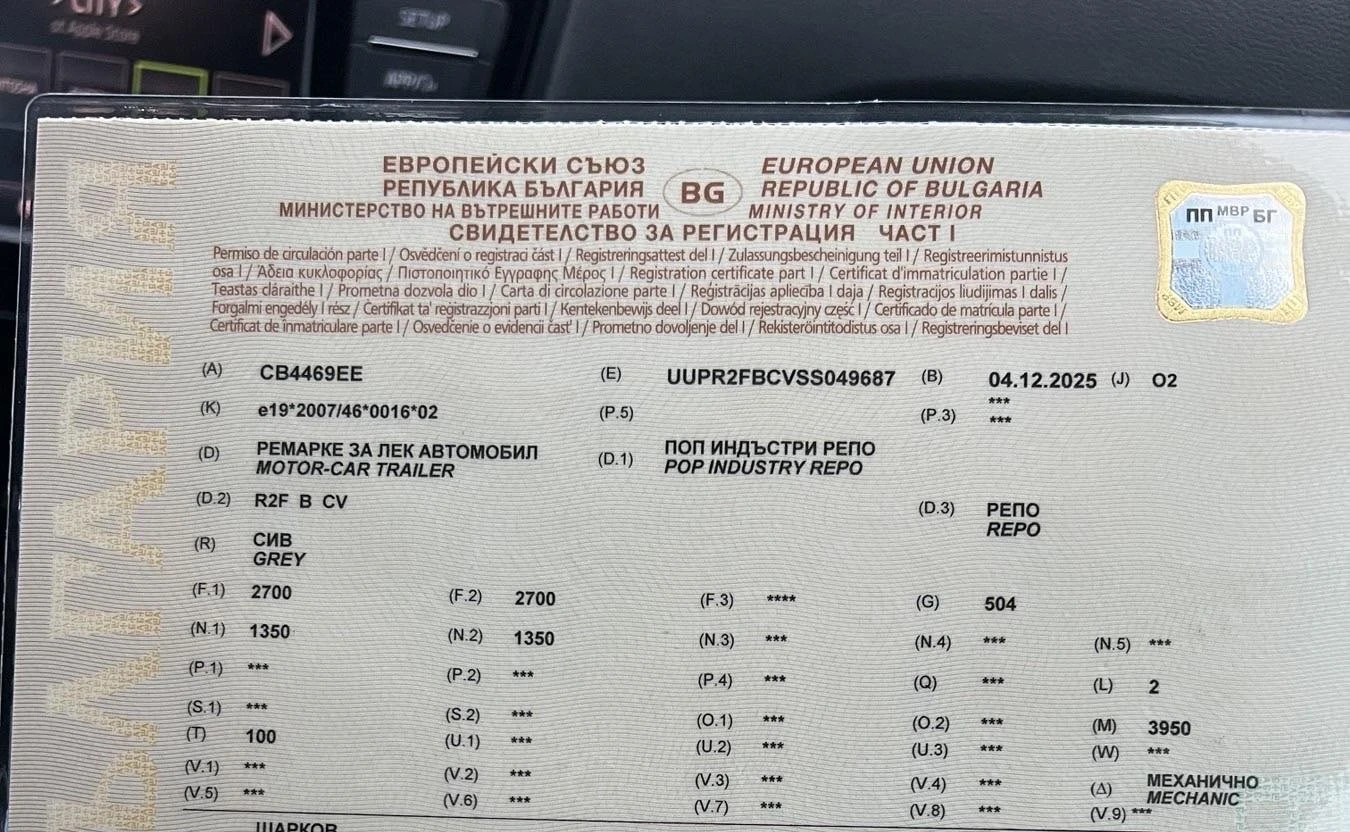 of Apple Store
SETUP
ЕВРОПЕЙСКИ СЪЮЗ
РЕПУБЛИКА БЪЛГАРИЯ
МИНИСТЕРСТВО НА ВЪТРЕШНИТЕ РАБОТИ
BG
EUROPEAN UNION
REPUBLIC OF BULGARIA
MINISTRY OF INTERIOR
СВИДЕТЕЛСТВО ЗА РЕГИСТРАЦИЯ ЧАСТ I
ПП МВР БГ
Permiso de circulación parte I / Osvědčení o registraci část I / Registreringsattest del I / Zulassungsbescheinigung teil I / Registreerimistunnistus
osa I / Άδεια κυκλοφορίας / Πιστοποιητικό Εγγραφης Μέρος I / Registration certificate part I / Certificat d'immatriculation partie I /
Teastas cláraithe I / Prometna dozvola dio I / Carta di circolazione parte I / Reģistrācijas apliecība I daļa / Registracijos liudijimas I dalis /
Forgalmi engedély I rész / Certifikat ta' registrazzjoni parti I / Kentekenbewijs deel I / Dowód rejestracyjny część I / Certificado de matrícula parte I /
Certificat de înmatriculare parte I / Osvedčenie o evidencii časť I / Prometno dovoljenje del I / Rekisteröintitodistus osa I / Registreringsbeviset del I
(A) CB4469EE (E) UUPR2FBCVSS049687 (B) 04.12.2025 (J) O2
(K) e19*2007/46*0016*02 (P.5) *** (P.3) ***
(D) РЕМАРКЕ ЗА ЛЕК АВТОМОБИЛ (D.1) ПОП ИНДЪСТРИ РЕПО
MOTOR-CAR TRAILER POP INDUSTRY REPO
(D.2) R2F B CV (D.3) РЕПО
REPO
(R) СИВ
GREY
(F.1) 2700 (F.2) 2700 (F.3) **** (G) 504
(N.1) 1350 (N.2) 1350 (N.3) *** (N.4) *** (N.5) ***
(P.1) *** (P.2) *** (P.4) *** (Q) *** (L) 2
(S.1) *** (S.2) *** (O.1) *** (O.2) *** (M) 3950
(T) 100 (U.1) *** (U.2) *** (U.3) *** (W) ***
(V.1) *** (V.2) *** (V.3) *** (V.4) *** (Δ) МЕХАНИЧНО
MECHANIC
(V.5) *** (V.6) *** (V.7) *** (V.8) *** (V.9) ***
ШАРКОВ